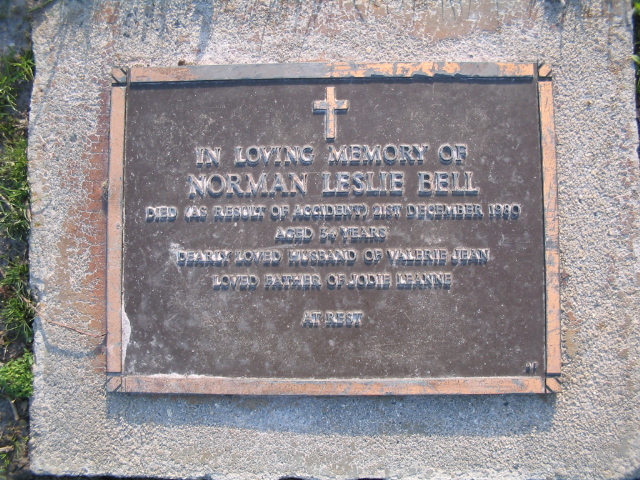 IN LOVING MEMORY OF
NORMAN LESLIE BELL
DIED (AS RESULT OF ACCIDENT) 21ST DECEMBER
AGED 34 YEARS
DEARLY LOVED HUSBAND OF VALERIE JEAN
LOVED FATHER OF JODIE LEANNE
AT REST